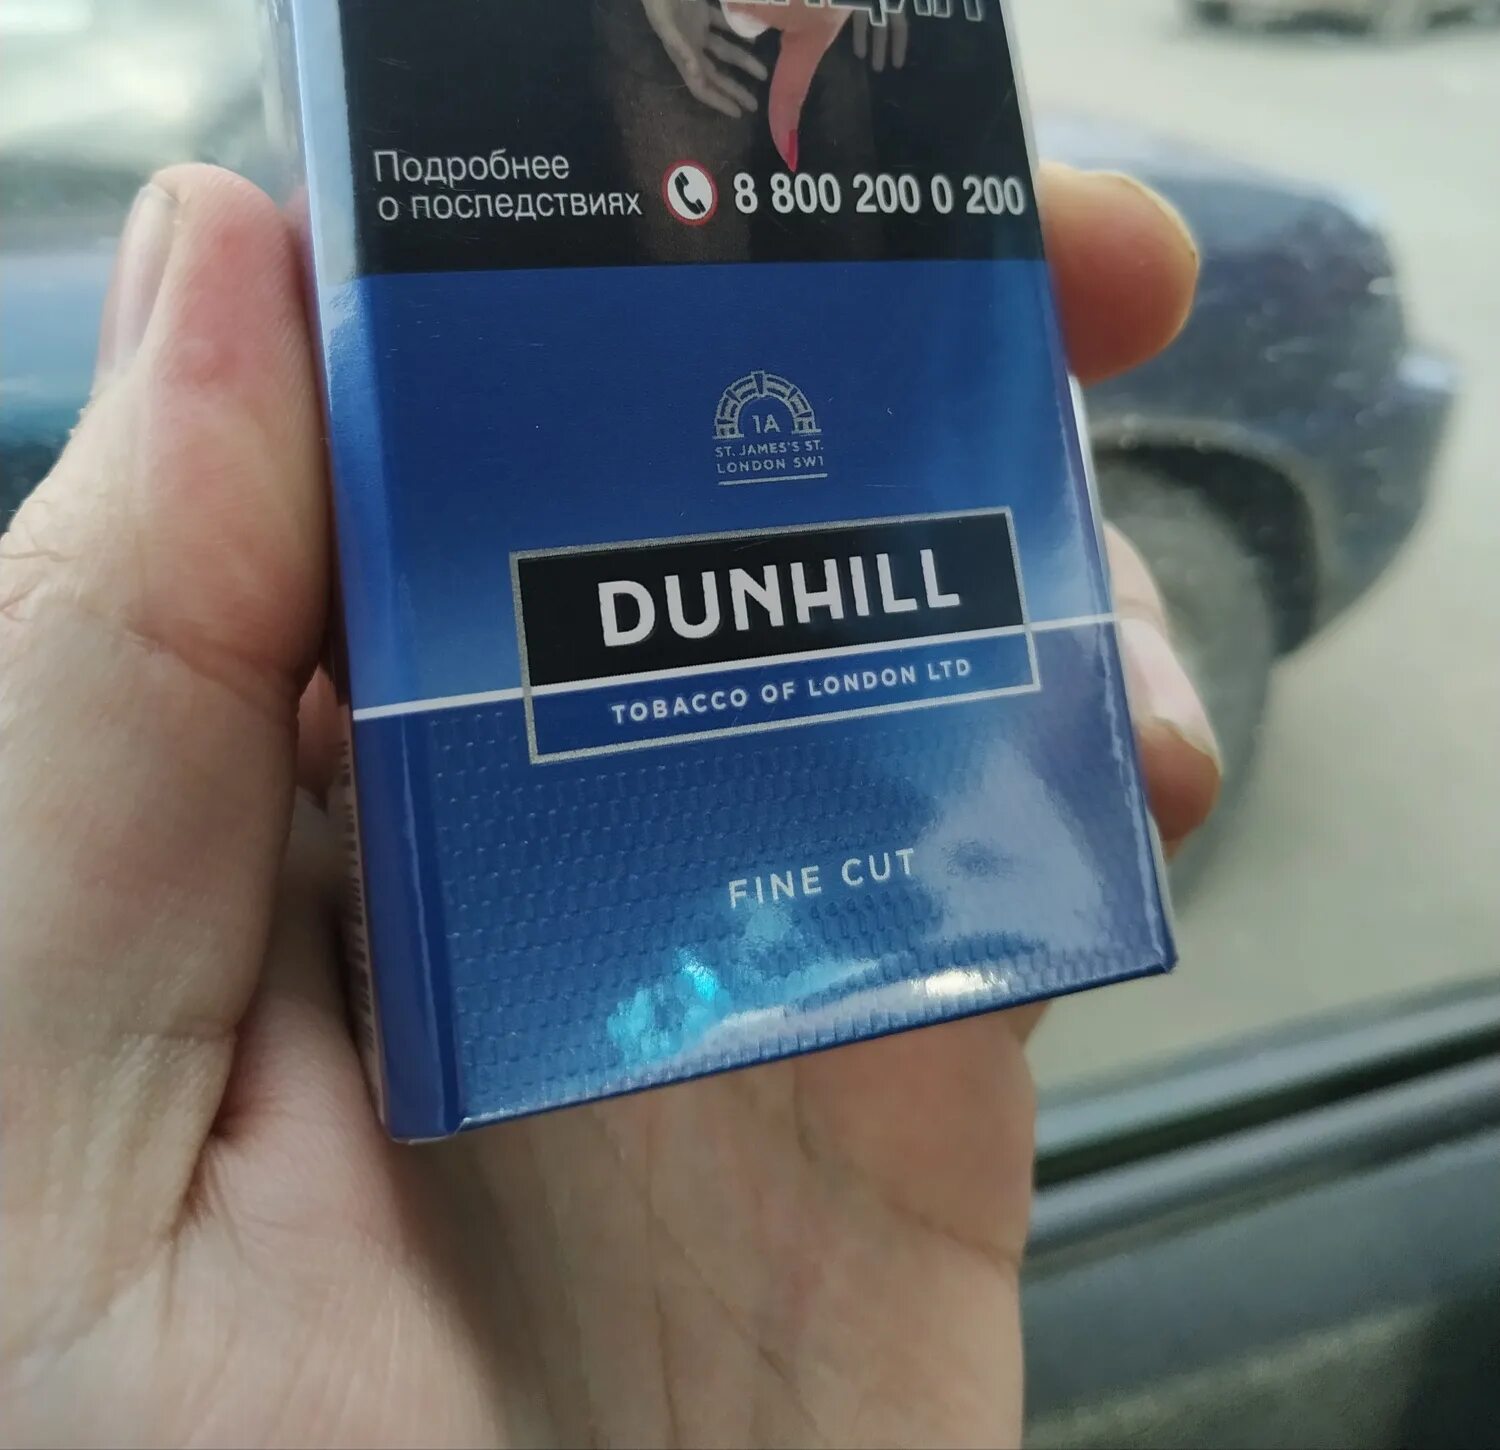 Подробнее
о последствиях
8 800 200 0 200
1A
ST. JAMES'S ST.
LONDON SW1
DUNHILL
TOBACCO OF LONDON LTD
FINE CUT